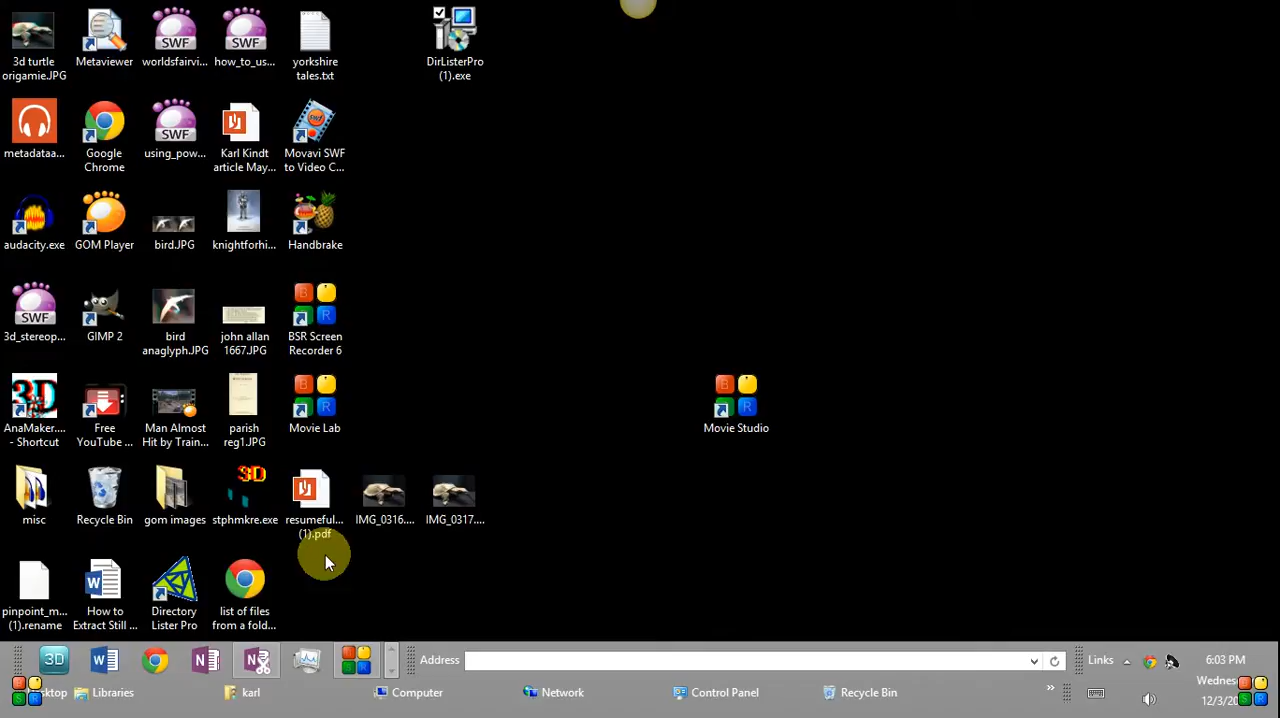 3d turtle
origamie.JPG
Metaviewer
worldsfairvi...
how_to_us...
yorkshire
tales.txt
DirListerPro
(1).exe
metadataa...
Google
Chrome
SWF
SWF
SWF
using_pow...
Karl Kindt
article May...
Movavi SWF
to Video C...
audacity.exe
GOM Player
bird.JPG
knightforhi...
Handbrake
SWF
3d_stereop...
GIMP 2
bird
anaglyph.JPG
john allan
1667.JPG
BSR Screen
Recorder 6
3D
AnaMaker....
- Shortcut
Free
YouTube ...
Man Almost
Hit by Train...
parish
reg1.JPG
Movie Lab
Movie Studio
misc
Recycle Bin
gom images
3D
stphmkre.exe
resumeful...
(1).pdf
IMG_0316....
IMG_0317....
pinpoint_m...
(1).rename
How to
Extract Still ...
Directory
Lister Pro
list of files
from a fold...
3D
Address
Links
6:03 PM
sktop
Libraries
karl
Computer
Network
Control Panel
Recycle Bin
Wednes
12/3/20